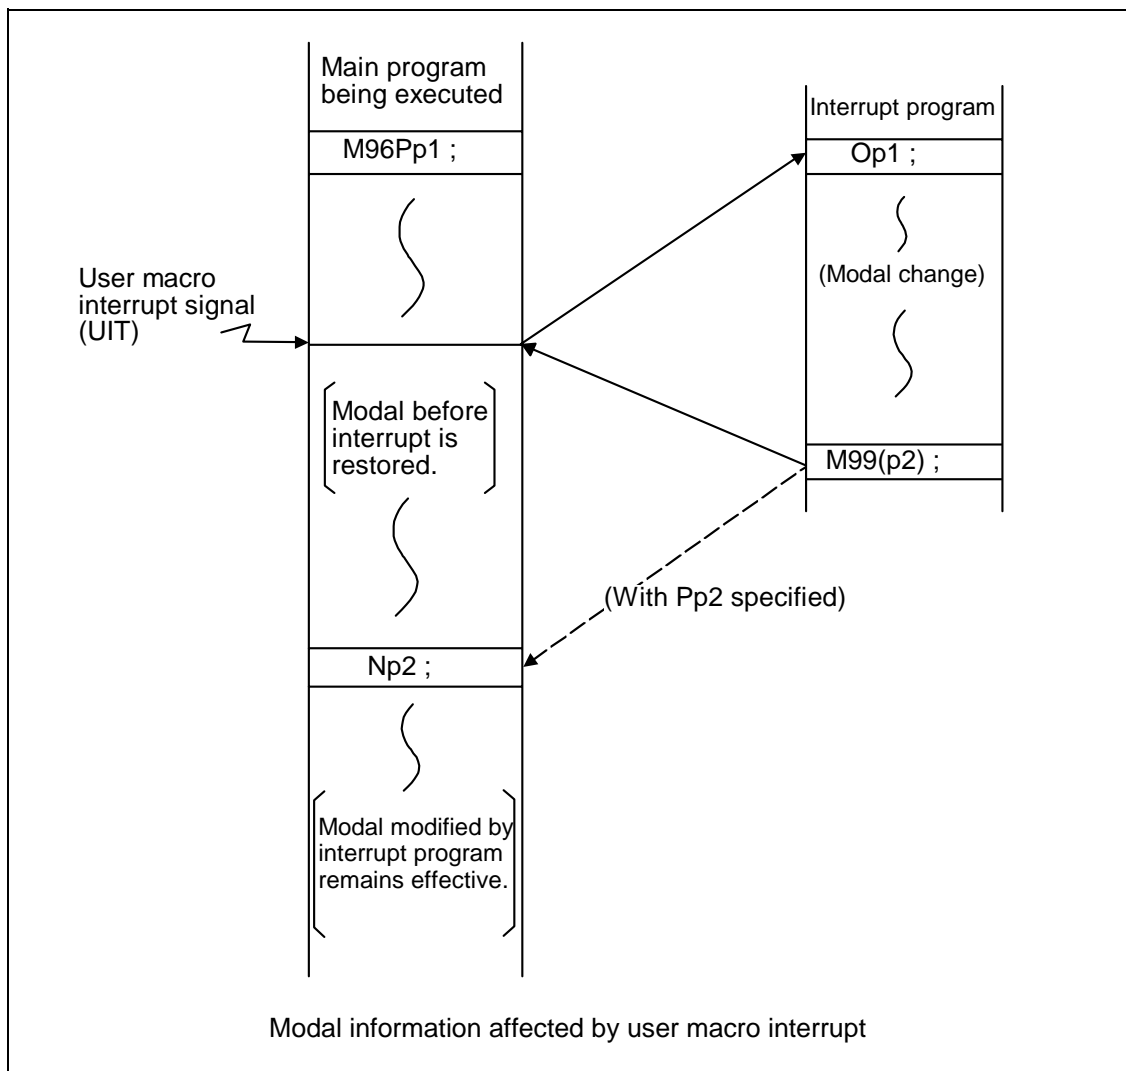 Main program
being executed
M96Pp1 ;
Interrupt program
Op1 ;
(Modal change)
User macro
interrupt signal
(UIT)
Modal before
interrupt is
restored.
M99(p2) ;
(With Pp2 specified)
Np2 ;
Modal modified by
interrupt program
remains effective.
Modal information affected by user macro interrupt